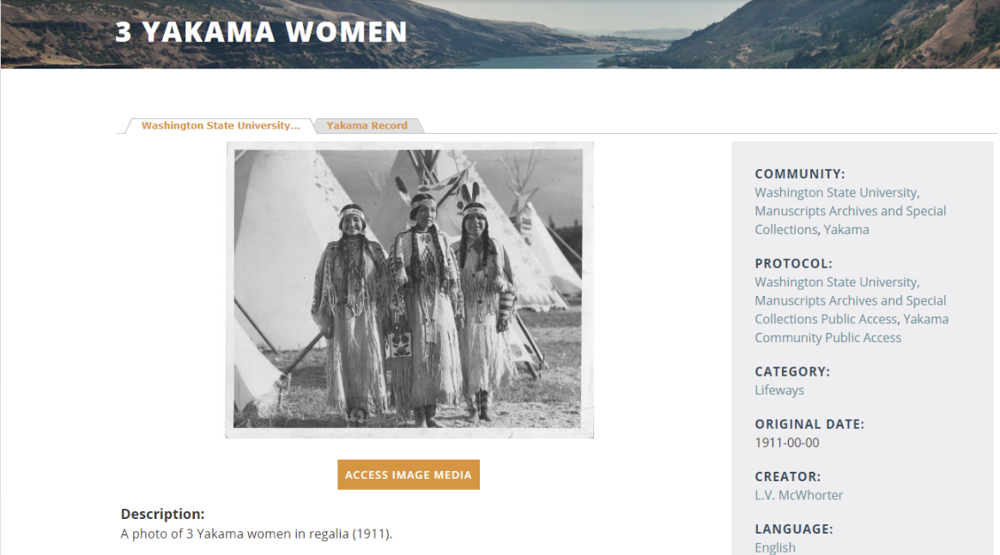 3 YAKAMA WOMEN
Washington State University...
Yakama Record
ACCESS IMAGE MEDIA
Description:
A photo of 3 Yakama women in regalia (1911).
COMMUNITY:
Washington State University,
Manuscripts Archives and Special
Collections, Yakama
PROTOCOL:
Washington State University,
Manuscripts Archives and Special
Collections Public Access, Yakama
Community Public Access
CATEGORY:
Lifeways
ORIGINAL DATE:
1911-00-00
CREATOR:
L.V. McWhorter
LANGUAGE:
English